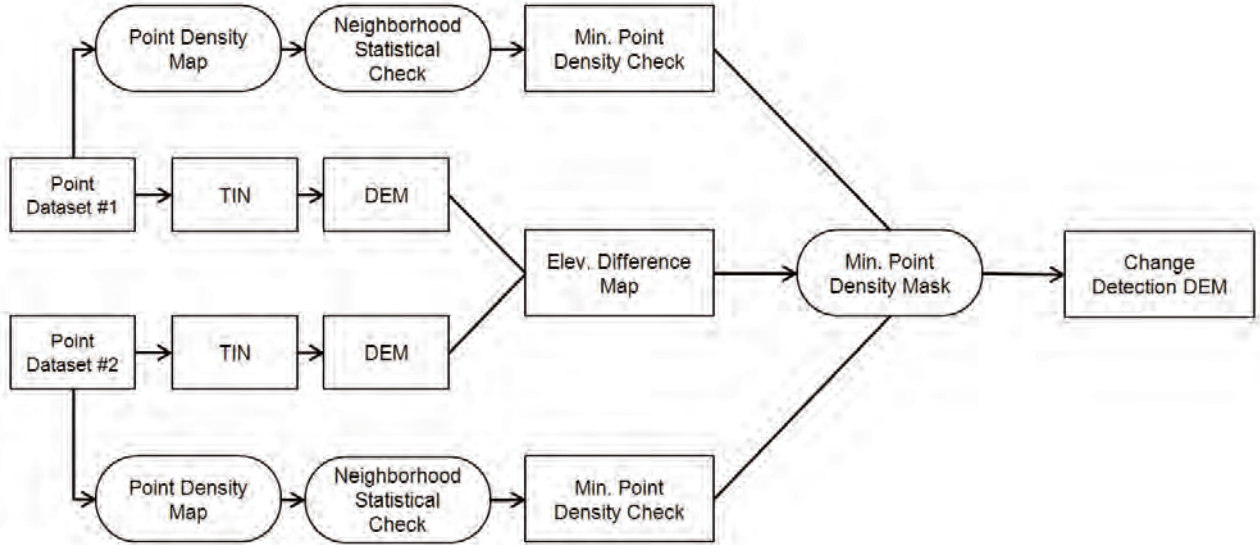 Point Density
Map
Neighborhood
Statistical
Check
Min. Point
Density Check
Point
Dataset #1
TIN
DEM
Elev. Difference
Map
Min. Point
Density Mask
Change
Detection DEM
Point
Dataset #2
TIN
DEM
Point Density
Map
Neighborhood
Statistical
Check
Min. Point
Density Check